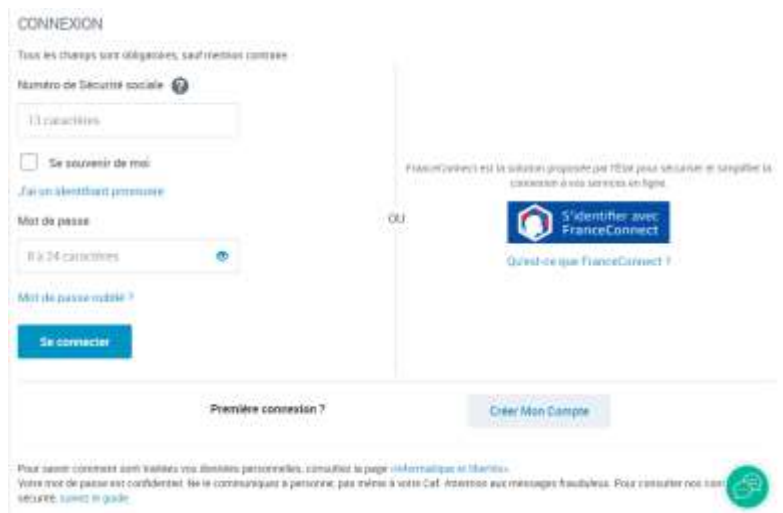 CONNEXION
Tous les champs sont obligatoires, sauf mention contraire
Numéro de Sécurité sociale ?
13 caractères
Se souvenir de moi
J'ai un identifiant provisoire
Mot de passe
8 à 24 caractères
Mot de passe oublié ?
Se connecter
OU
FranceConnect est la solution proposée par l'État pour sécuriser et simplifier la
connexion à vos services en ligne.
S'identifier avec
FranceConnect
Qu'est-ce que FranceConnect ?
Première connexion ?
Créer Mon Compte
Pour savoir comment sont traitées vos données personnelles, consultez la page «Informatique et libertés»
Votre mot de passe est confidentiel. Ne le communiquez à personne, pas même à votre Caf. Attention aux messages frauduleux. Pour consulter nos
sécurité, suivez le guide.